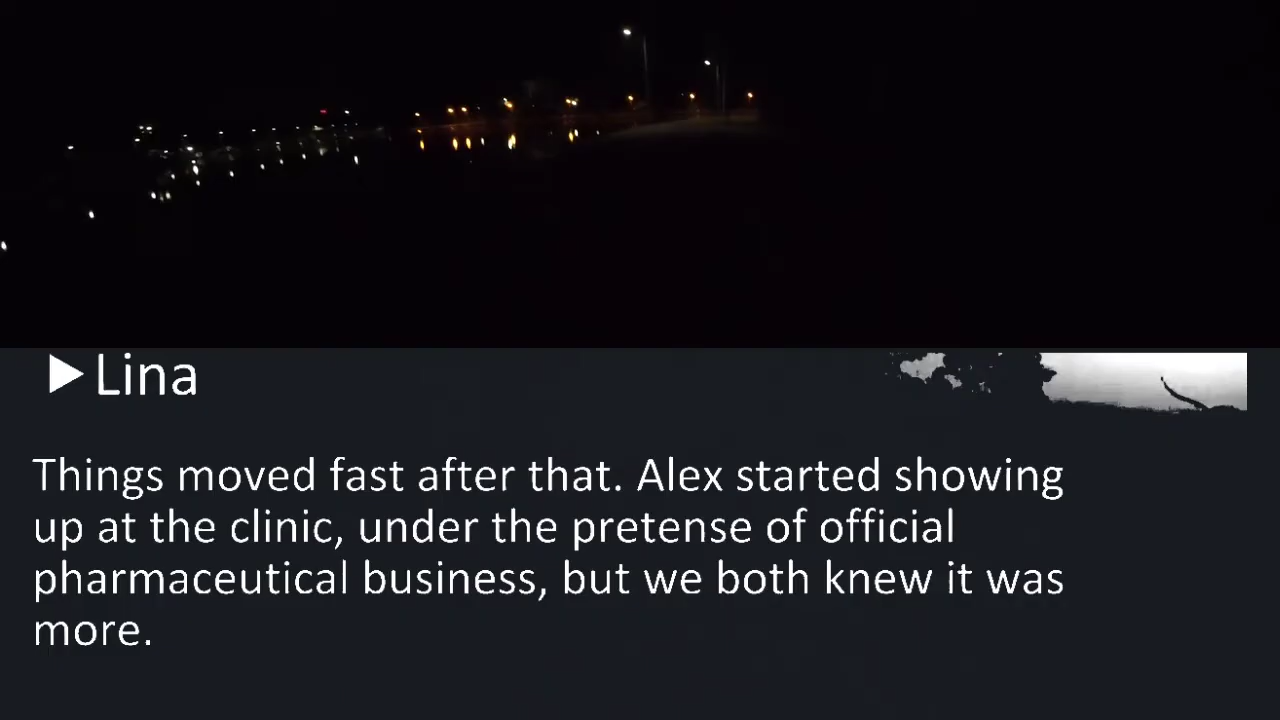 Lina
Things moved fast after that. Alex started showing
up at the clinic, under the pretense of official
pharmaceutical business, but we both knew it was
more.